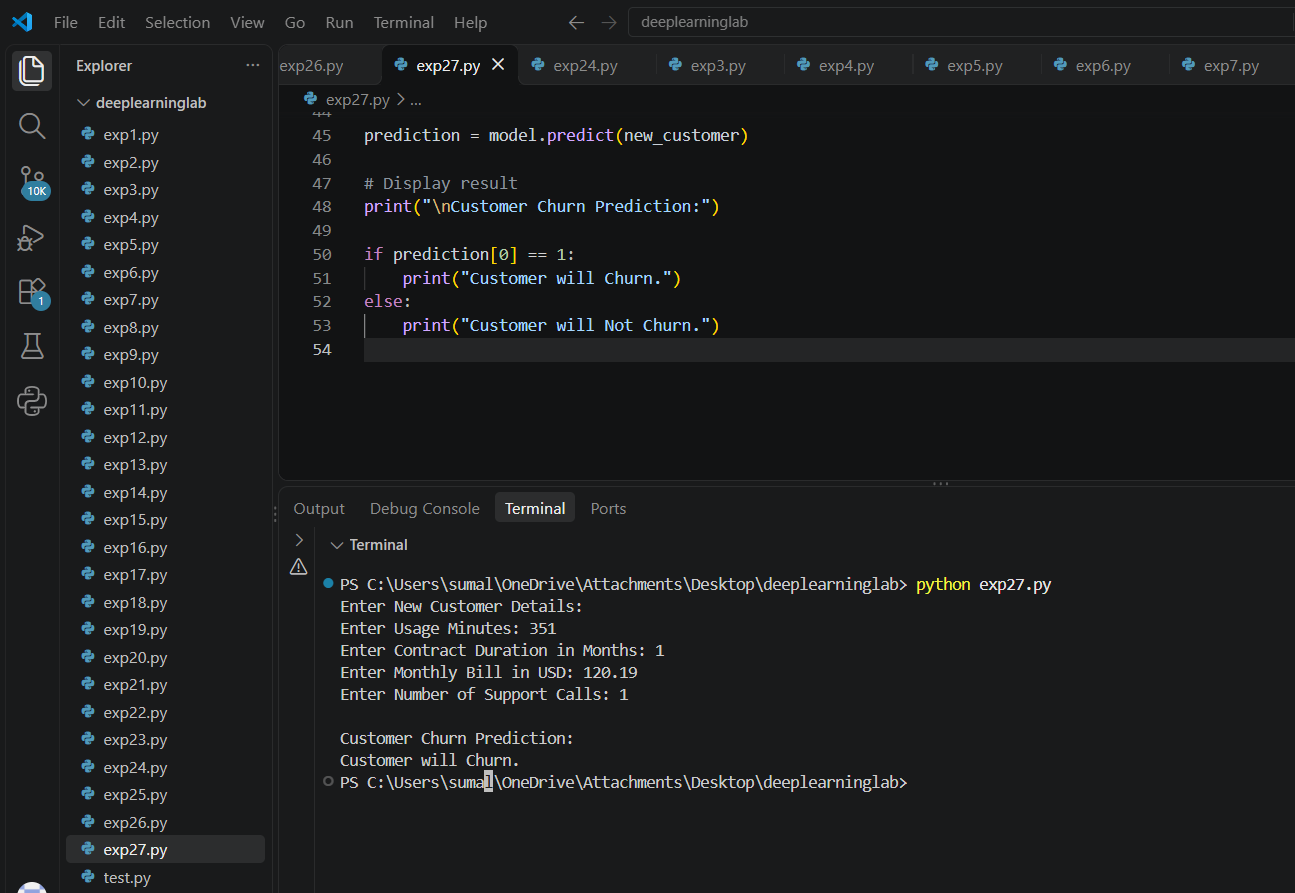 File Edit Selection View Go Run Terminal Help deeplearninglab
Explorer ...
deeplearninglab
exp1.py
exp2.py
exp3.py
exp4.py
exp5.py
exp6.py
exp7.py
exp8.py
exp9.py
exp10.py
exp11.py
exp12.py
exp13.py
exp14.py
exp15.py
exp16.py
exp17.py
exp18.py
exp19.py
exp20.py
exp21.py
exp22.py
exp23.py
exp24.py
exp25.py
exp26.py
exp27.py
test.py
10K
1
exp26.py exp27.py exp24.py exp3.py exp4.py exp5.py exp6.py exp7.py
exp27.py > ...
44
45 prediction = model.predict(new_customer)
46
47 # Display result
48 print("\nCustomer Churn Prediction:")
49
50 if prediction[0] == 1:
51     print("Customer will Churn.")
52 else:
53     print("Customer will Not Churn.")
54
Output Debug Console Terminal Ports
Terminal
PS C:\Users\sumal\OneDrive\Attachments\Desktop\deeplearninglab> python exp27.py
Enter New Customer Details:
Enter Usage Minutes: 351
Enter Contract Duration in Months: 1
Enter Monthly Bill in USD: 120.19
Enter Number of Support Calls: 1

Customer Churn Prediction:
Customer will Churn.
PS C:\Users\sumal\OneDrive\Attachments\Desktop\deeplearninglab>